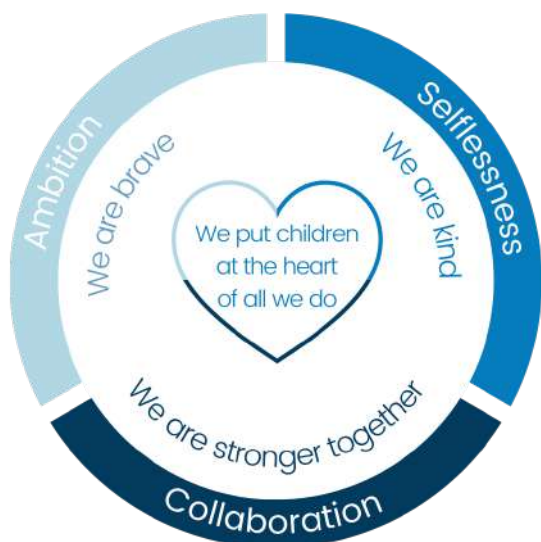 Ambition
We are brave
Selflessness
We are kind
We put children
at the heart
of all we do
We are stronger together
Collaboration